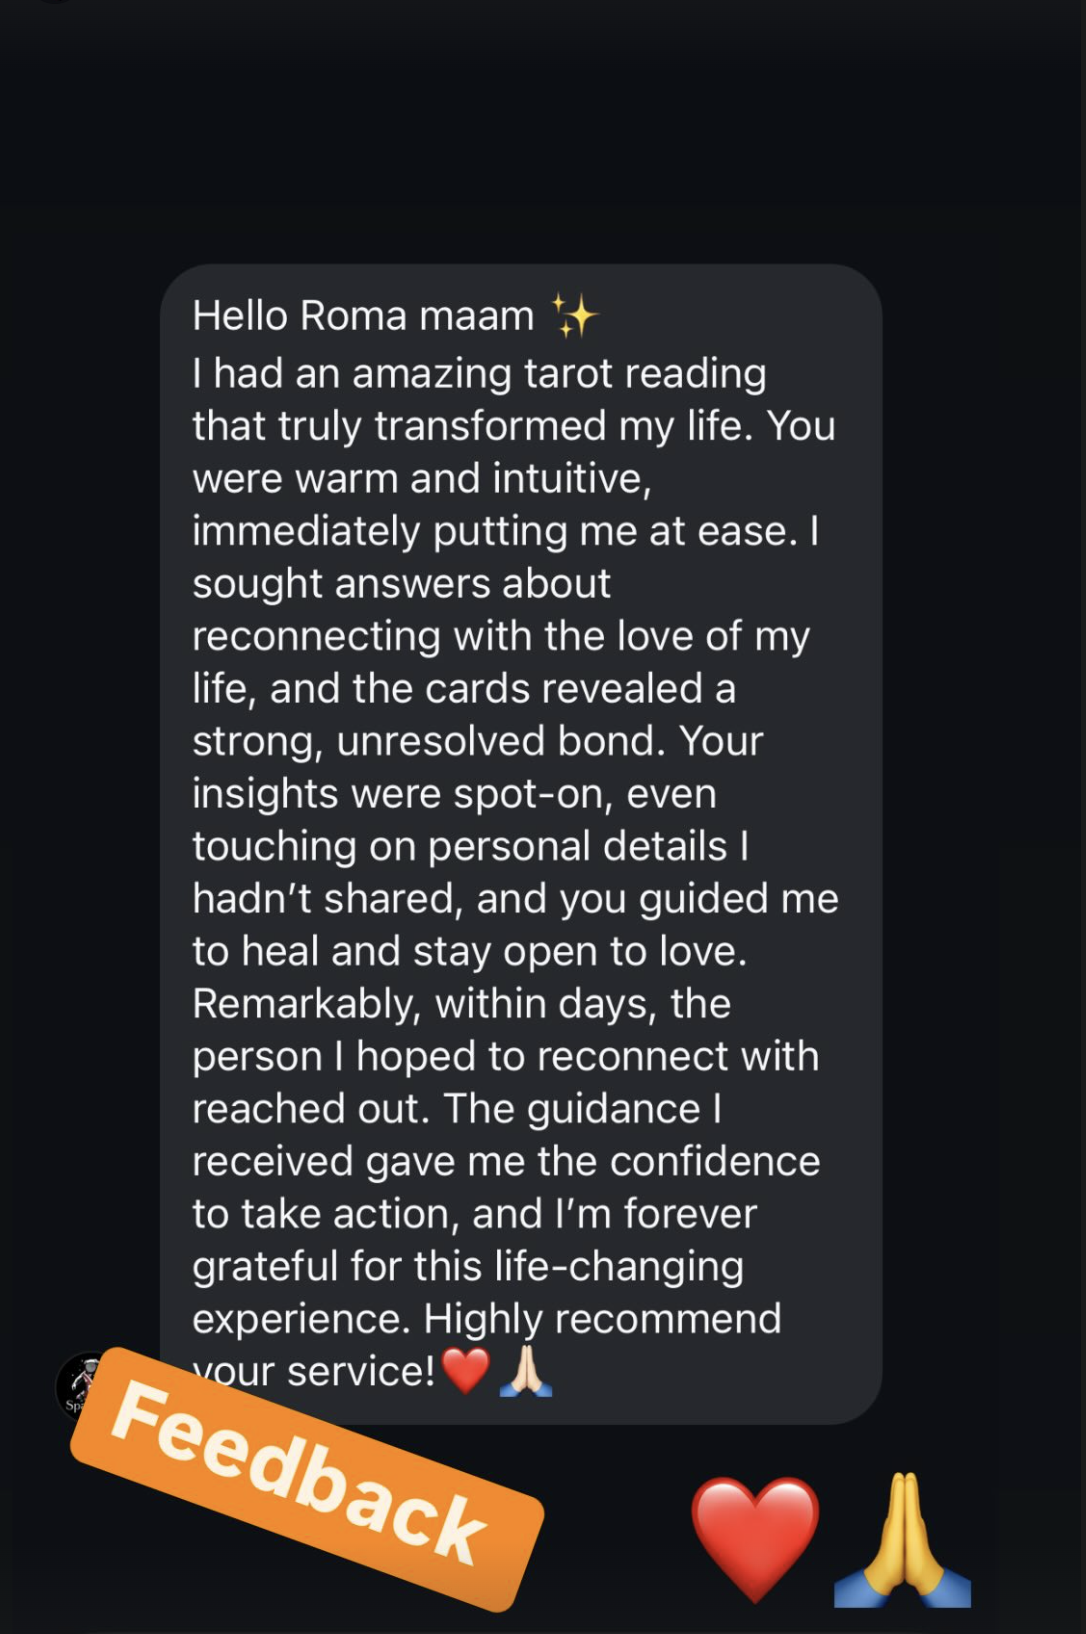 Hello Roma maam ✨
I had an amazing tarot reading
that truly transformed my life. You
were warm and intuitive,
immediately putting me at ease. I
sought answers about
reconnecting with the love of my
life, and the cards revealed a
strong, unresolved bond. Your
insights were spot-on, even
touching on personal details I
hadn’t shared, and you guided me
to heal and stay open to love.
Remarkably, within days, the
person I hoped to reconnect with
reached out. The guidance I
received gave me the confidence
to take action, and I’m forever
grateful for this life-changing
experience. Highly recommend
your service!❤️🙏🏻
Feedback
❤️🙏